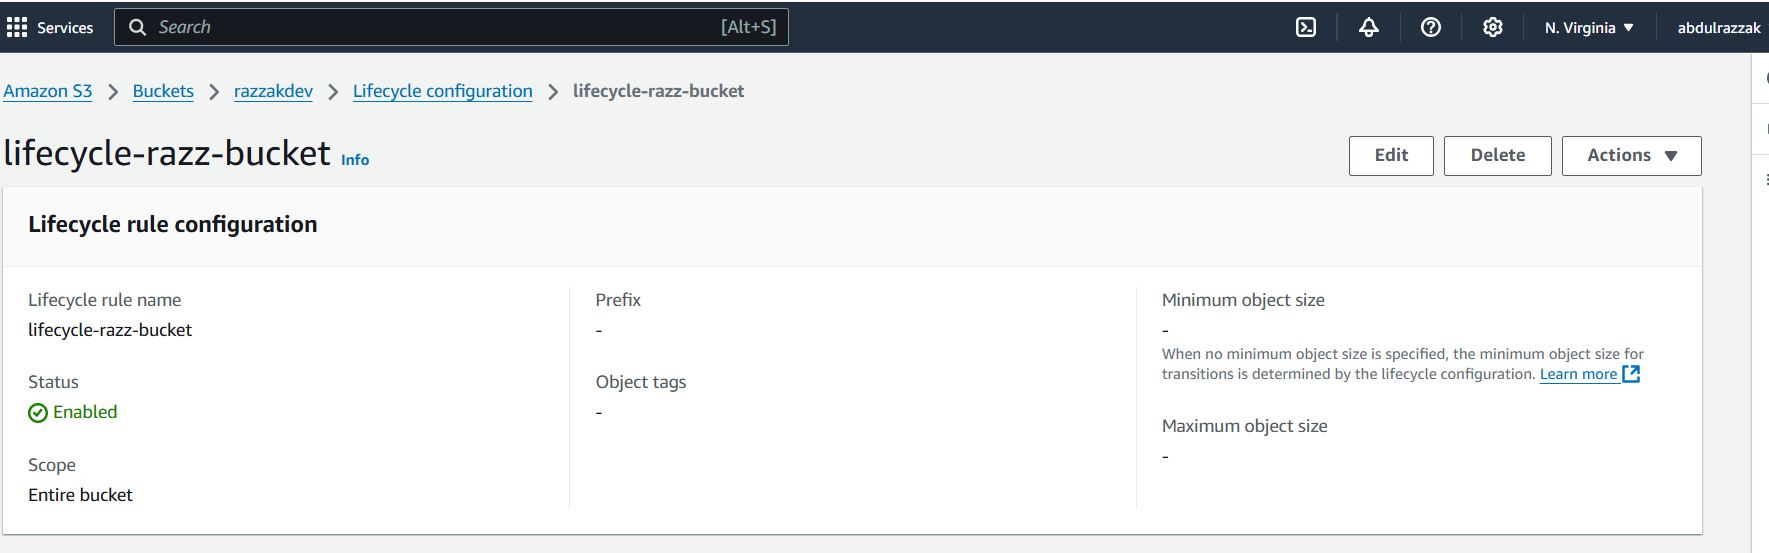 Services Search [Alt+S] N. Virginia abdulrazzak
Amazon S3 Buckets razzakdev Lifecycle configuration lifecycle-razz-bucket
lifecycle-razz-bucket Info Edit Delete Actions
Lifecycle rule configuration
Lifecycle rule name
lifecycle-razz-bucket
Status
Enabled
Scope
Entire bucket
Prefix
-
Object tags
-
Minimum object size
-
When no minimum object size is specified, the minimum object size for
transitions is determined by the lifecycle configuration. Learn more
Maximum object size
-